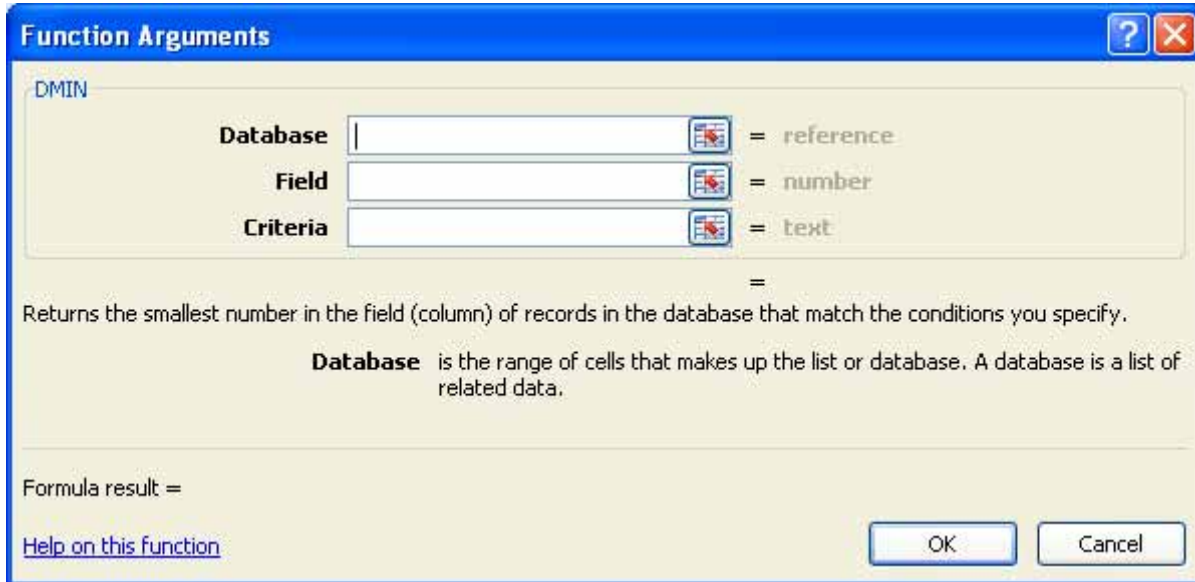 Function Arguments
?
DMIN
Database = reference
Field = number
Criteria = text
=
Returns the smallest number in the field (column) of records in the database that match the conditions you specify.
Database is the range of cells that makes up the list or database. A database is a list of
related data.
Formula result =
Help on this function OK Cancel